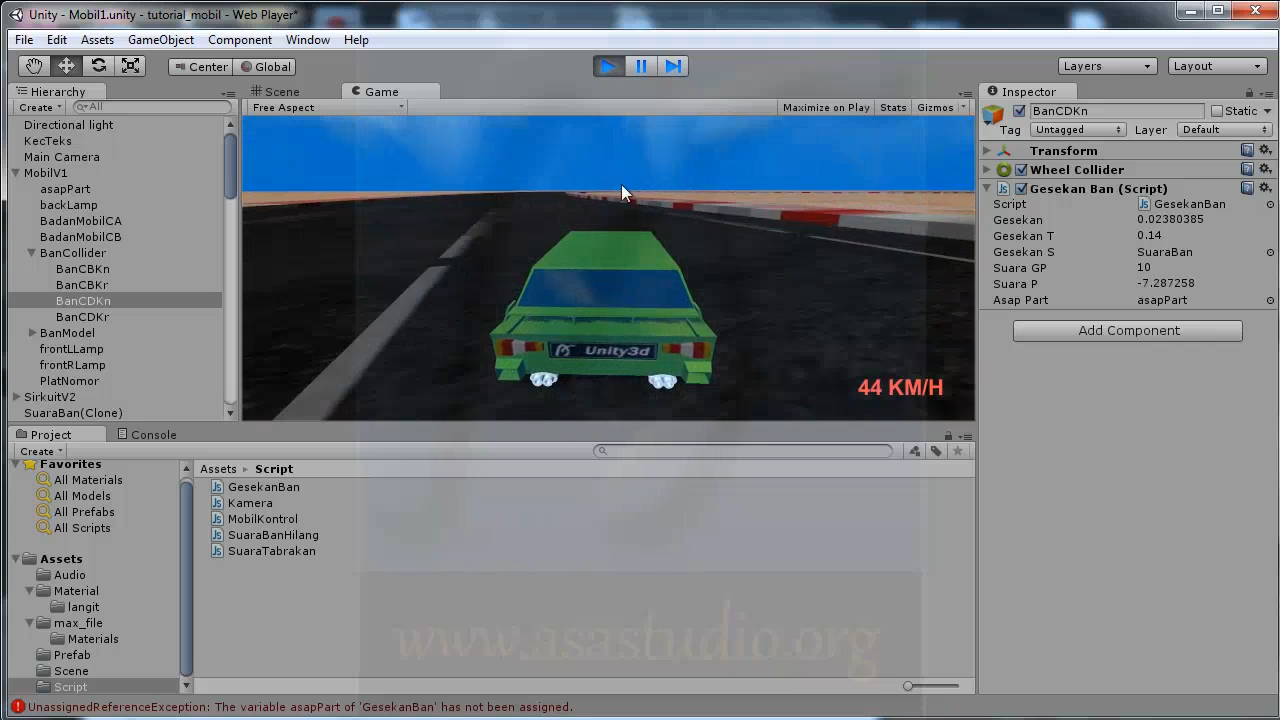 Unity - Mobil1.unity - tutorial_mobil - Web Player*
File Edit Assets GameObject Component Window Help
Center Global Layers Layout
Hierarchy
Create All
Directional light
KecTeks
Main Camera
MobilV1
asapPart
backLamp
BadanMobilCA
BadanMobilCB
BanCollider
BanCBKn
BanCBKr
BanCDKn
BanCDKr
BanModel
frontLLamp
frontRLamp
PlatNomor
SirkuitV2
SuaraBan(Clone)
Scene Game
Free Aspect Maximize on Play Stats Gizmos
Unity3d
44 KM/H
Inspector
BanCDKn Static
Tag Untagged Layer Default
Transform
Wheel Collider
Gesekan Ban (Script)
Script GesekanBan
Gesekan 0.02380385
Gesekan T 0.14
Gesekan S SuaraBan
Suara GP 10
Suara P -7.287258
Asap Part asapPart
Add Component
Project Console
Create
Favorites
All Materials
All Models
All Prefabs
All Scripts
Assets
Audio
Material
langit
max_file
Materials
Prefab
Scene
Script
Assets Script
GesekanBan
Kamera
MobilKontrol
SuaraBanHilang
SuaraTabrakan
www.asastudio.org
UnassignedReferenceException: The variable asapPart of 'GesekanBan' has not been assigned.